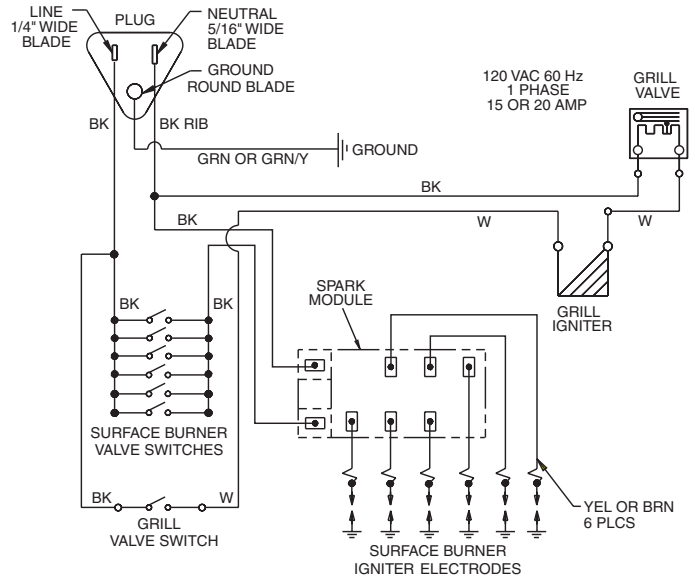 LINE
1/4" WIDE
BLADE
PLUG
NEUTRAL
5/16" WIDE
BLADE
GROUND
ROUND BLADE
120 VAC 60 Hz
1 PHASE
15 OR 20 AMP
GRILL
VALVE
BK
BK RIB
GRN OR GRN/Y
GROUND
BK
BK
W
W
BK
BK
SPARK
MODULE
GRILL
IGNITER
SURFACE BURNER
VALVE SWITCHES
BK
W
GRILL
VALVE SWITCH
YEL OR BRN
6 PLCS
SURFACE BURNER
IGNITER ELECTRODES